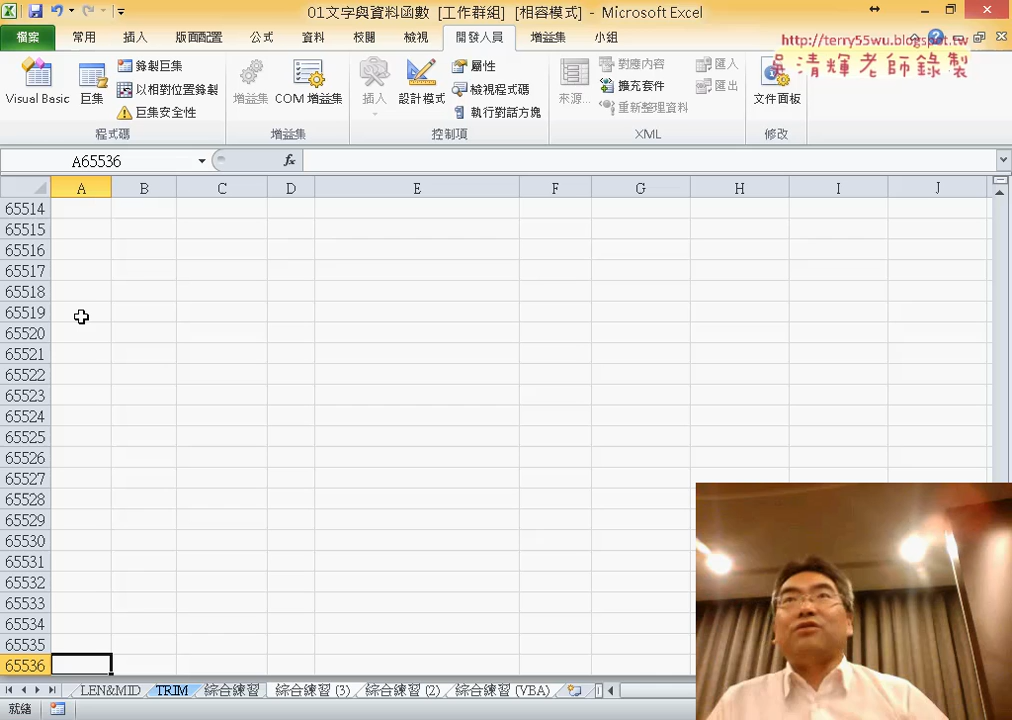 01文字與資料函數 [工作群組] [相容模式] - Microsoft Excel
檔案 常用 插入 版面配置 公式 資料 校閱 檢視 開發人員 增益集 小組
http://terry55wu.blogspot.tw
吳清輝老師錄製
Visual Basic 巨集 錄製巨集 以相對位置錄製 巨集安全性
增益集 COM 增益集
插入 設計模式 屬性 檢視程式碼 執行對話方塊
來源... 對應內容 擴充套件 重新整理資料 匯入 匯出
文件面板
程式碼 增益集 控制項 XML 修改
A65536 fx
A B C D E F G H I J
65514
65515
65516
65517
65518
65519
65520
65521
65522
65523
65524
65525
65526
65527
65528
65529
65530
65531
65532
65533
65534
65535
65536
LEN&MID TRIM 綜合練習 綜合練習 (3) 綜合練習 (2) 綜合練習 (VBA)
就緒